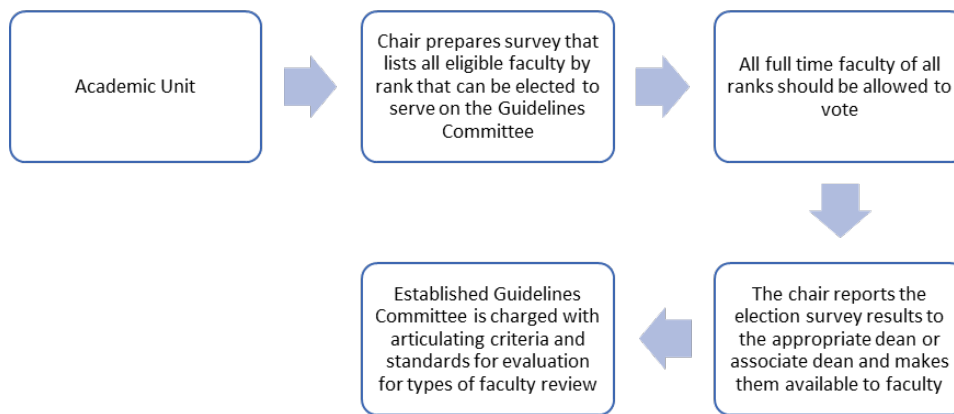 Academic Unit
Chair prepares survey that
lists all eligible faculty by
rank that can be elected to
serve on the Guidelines
Committee
All full time faculty of all
ranks should be allowed to
vote
The chair reports the
election survey results to
the appropriate dean or
associate dean and makes
them available to faculty
Established Guidelines
Committee is charged with
articulating criteria and
standards for evaluation
for types of faculty review